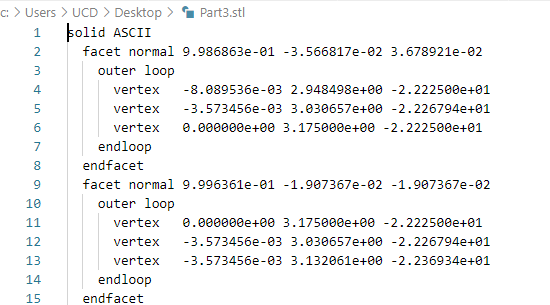 c: > Users > UCD > Desktop > Part3.stl
1 solid ASCII
2 facet normal 9.986863e-01 -3.566817e-02 3.678921e-02
3 outer loop
4 vertex -8.089536e-03 2.948498e+00 -2.222500e+01
5 vertex -3.573456e-03 3.030657e+00 -2.226794e+01
6 vertex 0.000000e+00 3.175000e+00 -2.222500e+01
7 endloop
8 endfacet
9 facet normal 9.996361e-01 -1.907367e-02 -1.907367e-02
10 outer loop
11 vertex 0.000000e+00 3.175000e+00 -2.222500e+01
12 vertex -3.573456e-03 3.030657e+00 -2.226794e+01
13 vertex -3.573456e-03 3.132061e+00 -2.236934e+01
14 endloop
15 endfacet